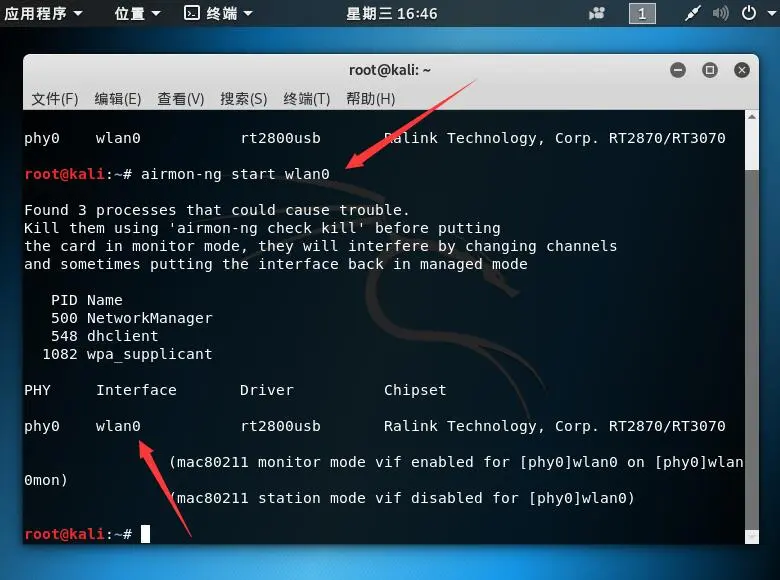 应用程序 位置 终端 星期三 16:46 1
root@kali: ~
文件(F) 编辑(E) 查看(V) 搜索(S) 终端(T) 帮助(H)
phy0 wlan0 rt2800usb Ralink Technology, Corp. RT2870/RT3070
root@kali:~# airmon-ng start wlan0
Found 3 processes that could cause trouble.
Kill them using 'airmon-ng check kill' before putting
the card in monitor mode, they will interfere by changing channels
and sometimes putting the interface back in managed mode
PID Name
500 NetworkManager
548 dhclient
1082 wpa_supplicant
PHY Interface Driver Chipset
phy0 wlan0 rt2800usb Ralink Technology, Corp. RT2870/RT3070
(mac80211 monitor mode vif enabled for [phy0]wlan0 on [phy0]wlan
0mon)
(mac80211 station mode vif disabled for [phy0]wlan0)
root@kali:~#